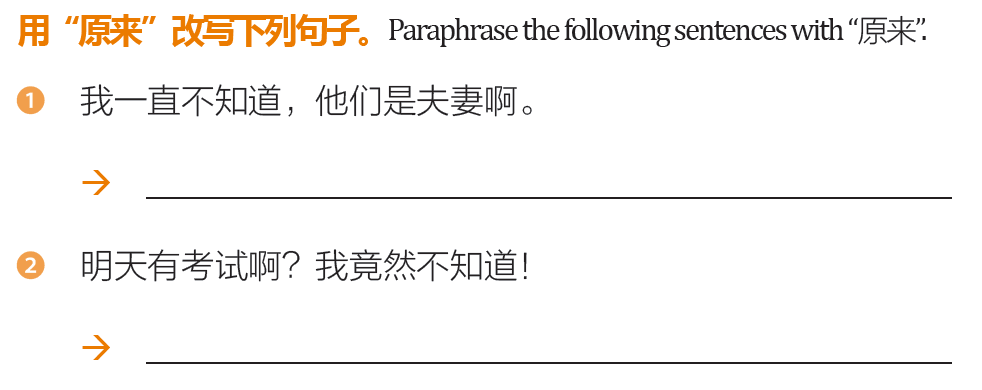 用“原来”改写下列句子。Paraphrase the following sentences with “原来”.
1 我一直不知道，他们是夫妻啊。
→
2 明天有考试啊？我竟然不知道！
→